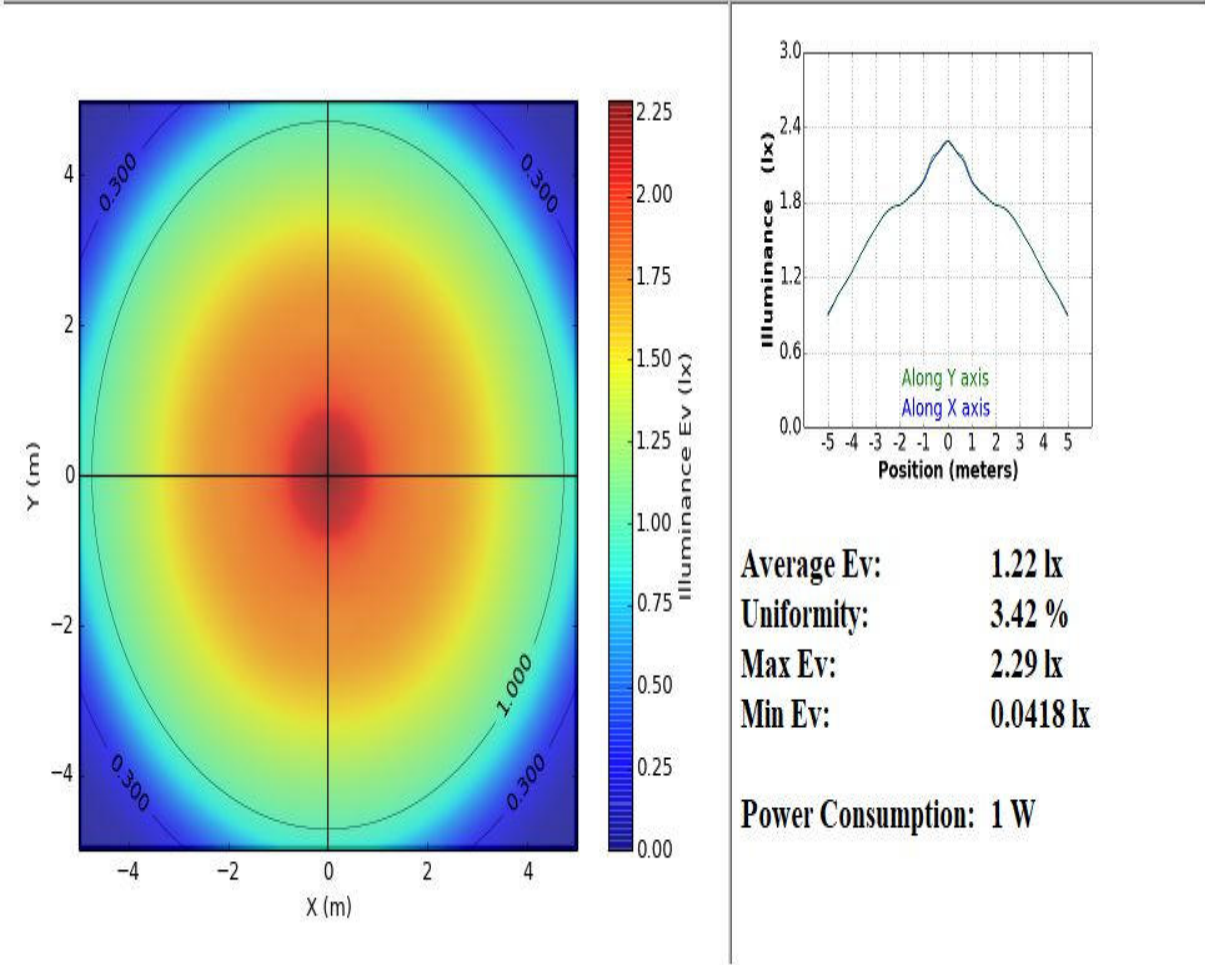 0.300
0.300
1.000
0.300
0.300
4
2
0
−2
−4
−4
−2
0
2
4
X (m)
Y (m)
2.25
2.00
1.75
1.50
1.25
1.00
0.75
0.50
0.25
0.00
Illuminance Ev (lx)
3.0
2.4
1.8
1.2
0.6
0.0
Illuminance (lx)
Along Y axis
Along X axis
-5 -4 -3 -2 -1 0 1 2 3 4 5
Position (meters)
Average Ev: 1.22 lx
Uniformity: 3.42 %
Max Ev: 2.29 lx
Min Ev: 0.0418 lx
Power Consumption: 1 W